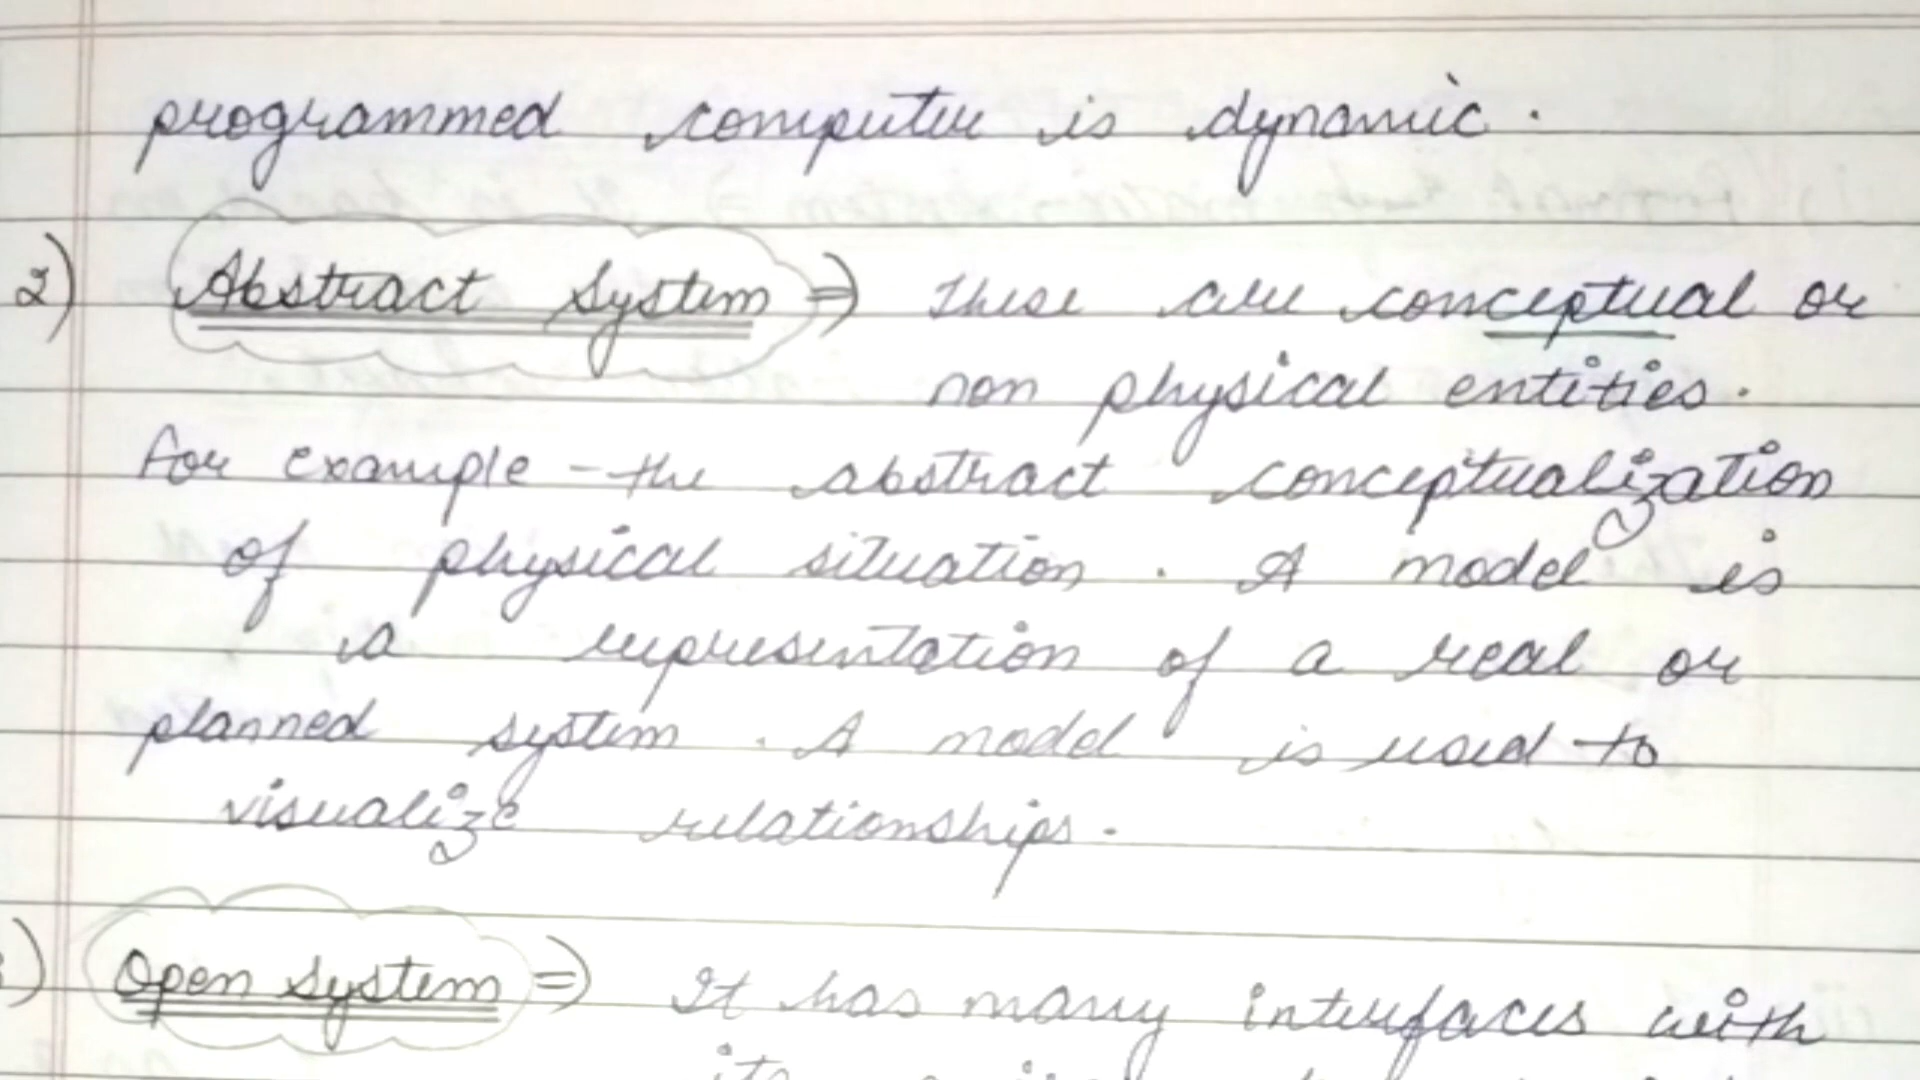 programmed computer is dynamic.
2) Abstract System => These are conceptual or
non physical entities.
For example - the abstract conceptualization
of physical situation. A model is
a representation of a real or
planned system. A model is used to
visualize relationships.
) Open System => It has many interfaces with
its